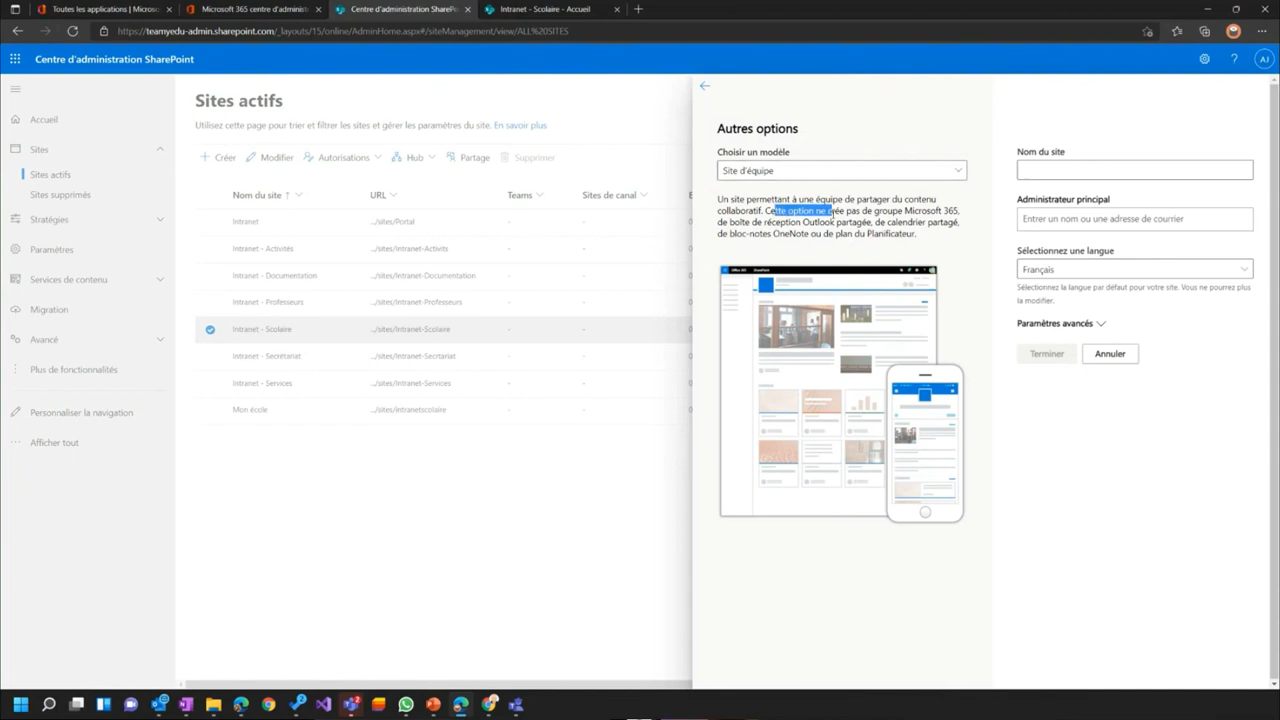 Toutes les applications | Microso
Microsoft 365 centre d'administ
Centre d'administration SharePo
Intranet - Scolaire - Accueil
https://teamyedu-admin.sharepoint.com/_layouts/15/online/AdminHome.aspx#/siteManagement/view/ALL%20SITES
Centre d'administration SharePoint
AJ
Accueil
Sites
Sites actifs
Sites supprimés
Stratégies
Paramètres
Services de contenu
Migration
Avancé
Plus de fonctionnalités
Personnaliser la navigation
Afficher tout
Sites actifs
Utilisez cette page pour trier et filtrer les sites et gérer les paramètres du site. En savoir plus
Créer Modifier Autorisations Hub Partage Supprimer
Nom du site ↑ URL Teams Sites de canal E
Intranet .../sites/Portal - -
Intranet - Activités .../sites/Intranet-Activits - -
Intranet - Documentation .../sites/Intranet-Documentation - -
Intranet - Professeurs .../sites/Intranet-Professeurs - -
Intranet - Scolaire .../sites/Intranet-Scolaire - - 0
Intranet - Secrétariat .../sites/Intranet-Secrtariat - -
Intranet - Services .../sites/Intranet-Services - -
Mon école .../sites/Intranetscolaire - -
Autres options
Choisir un modèle
Site d'équipe
Un site permettant à une équipe de partager du contenu
collaboratif. Cette option ne crée pas de groupe Microsoft 365,
de boîte de réception Outlook partagée, de calendrier partagé,
de bloc-notes OneNote ou de plan du Planificateur.
Office 365 SharePoint
Nom du site
Administrateur principal
Entrer un nom ou une adresse de courrier
Sélectionnez une langue
Français
Sélectionnez la langue par défaut pour votre site. Vous ne pourrez plus
la modifier.
Paramètres avancés
Terminer Annuler